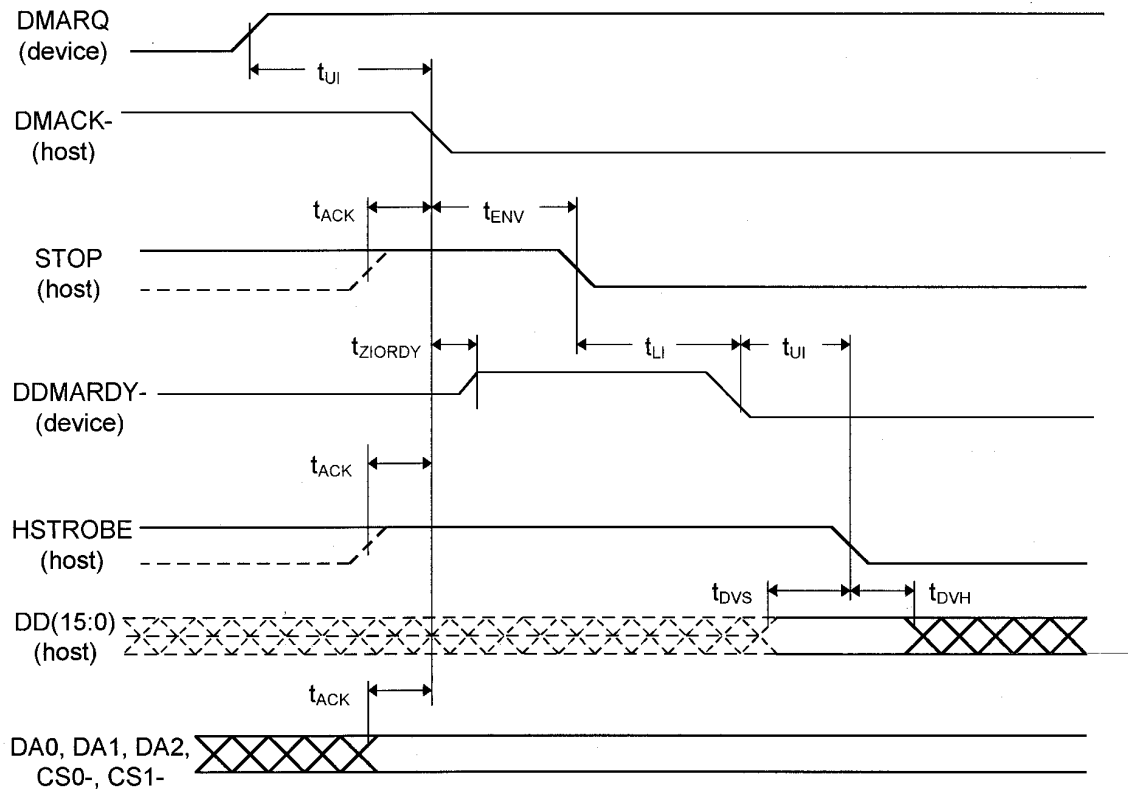 DMARQ
(device)
tUI
DMACK-
(host)
tACK
tENV
STOP
(host)
tZIORDY
tLI
tUI
DDMARDY-
(device)
tACK
HSTROBE
(host)
tDVS
tDVH
DD(15:0)
(host)
tACK
DA0, DA1, DA2,
CS0-, CS1-